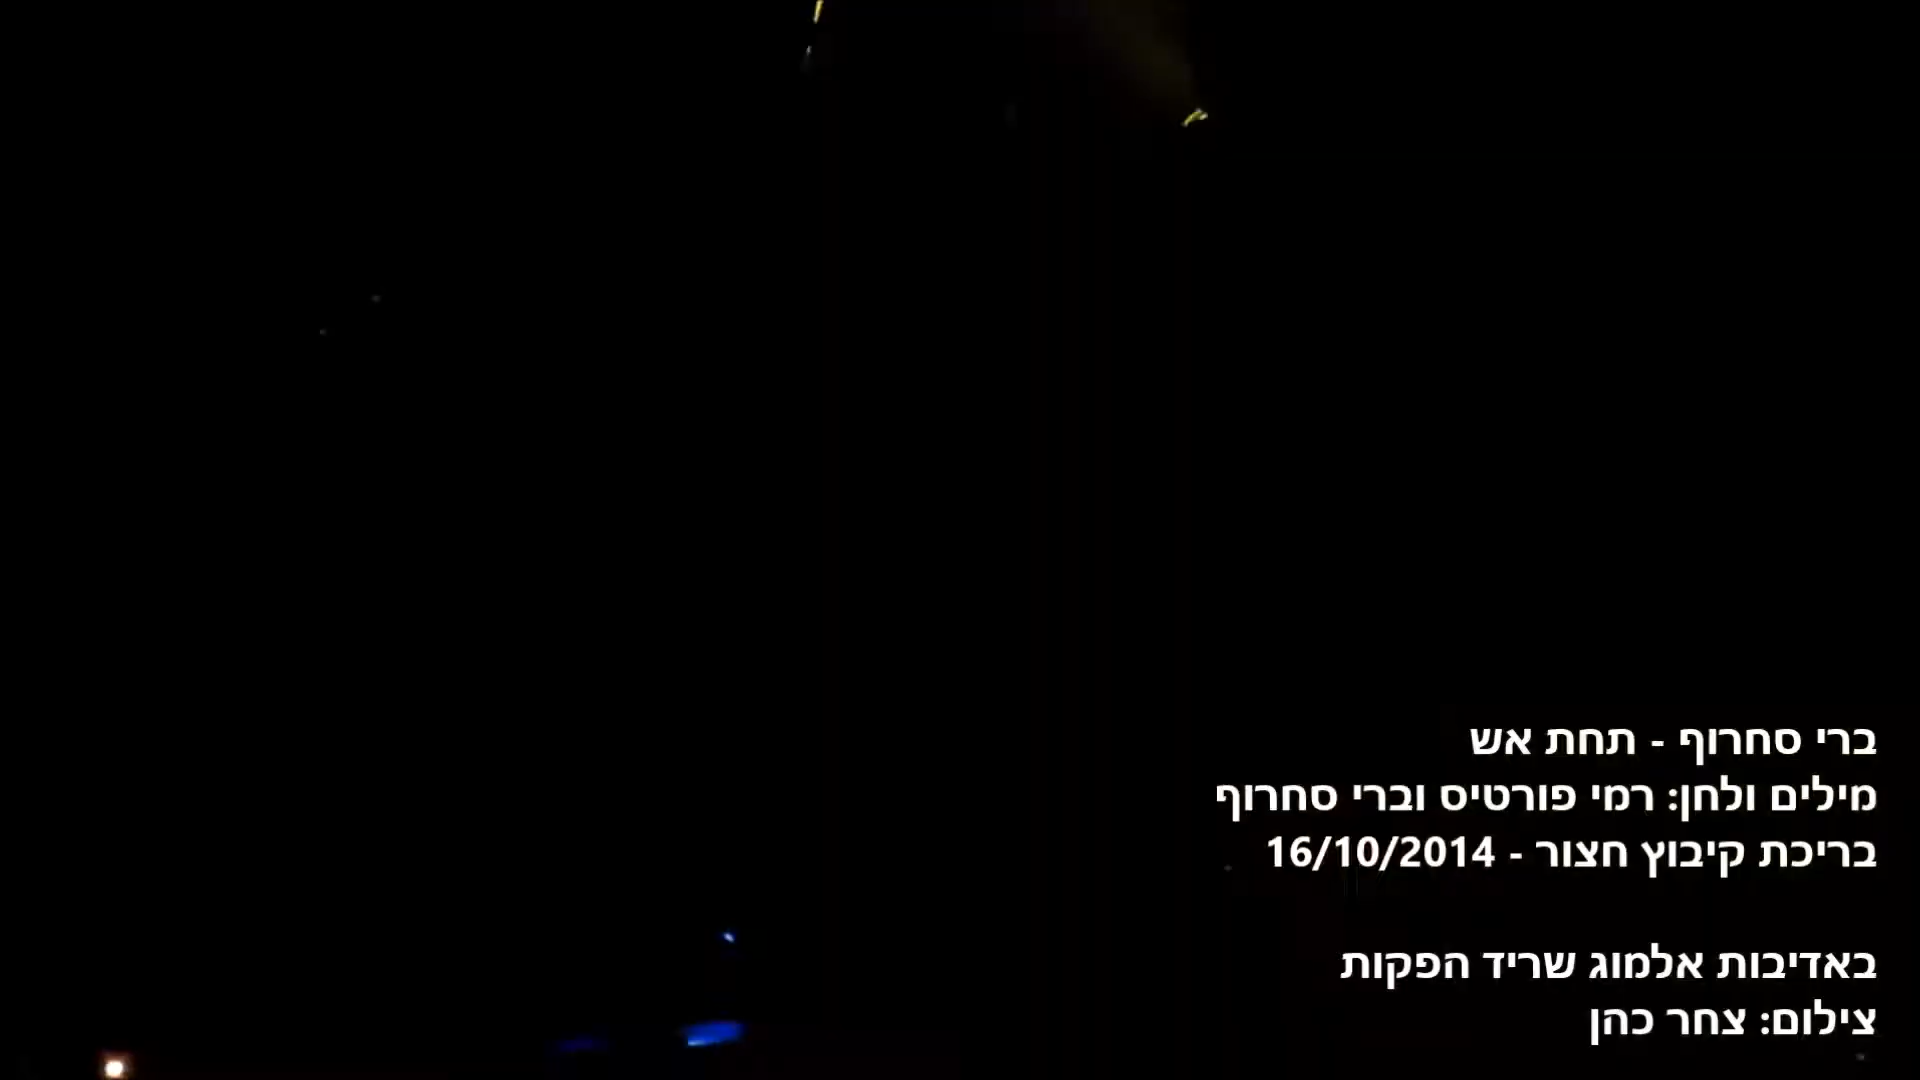 ברי סחרוף - תחת אש
מילים ולחן: רמי פורטיס וברי סחרוף
בריכת קיבוץ חצור - 16/10/2014
באדיבות אלמוג שריד הפקות
צילום: צחר כהן